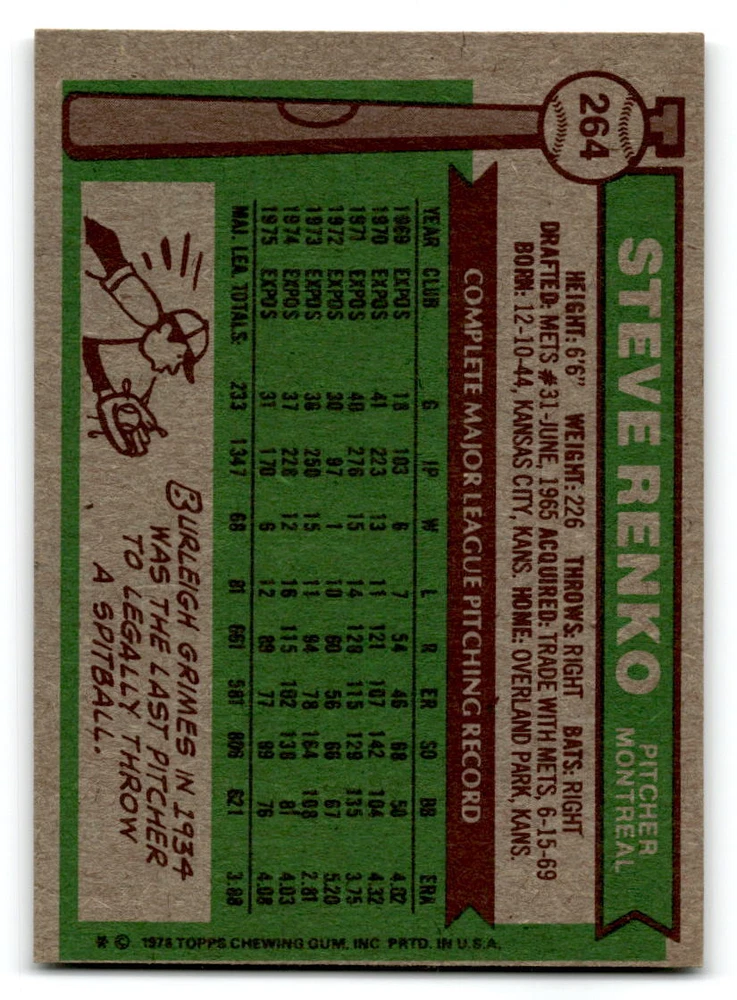 264
STEVE RENKO
PITCHER
MONTREAL
HEIGHT: 6'6" WEIGHT: 226 THROWS: RIGHT BATS: RIGHT
DRAFTED: METS #31-JUNE, 1965 ACQUIRED: TRADE WITH METS, 6-15-69
BORN: 12-10-44, KANSAS CITY, KANS. HOME: OVERLAND PARK, KANS.
COMPLETE MAJOR LEAGUE PITCHING RECORD
YEAR CLUB G IP W L R ER SO BB ERA
1969 EXPOS 18 103 6 7 54 46 68 50 4.02
1970 EXPOS 41 223 13 11 121 107 142 104 4.32
1971 EXPOS 40 276 15 14 128 115 129 135 3.75
1972 EXPOS 30 97 1 10 60 56 66 67 5.20
1973 EXPOS 36 250 15 11 94 78 164 108 2.81
1974 EXPOS 37 228 12 16 115 102 138 81 4.03
1975 EXPOS 31 170 6 12 89 77 99 76 4.08
MAJ. LEA. TOTALS: 233 1347 68 81 661 581 806 621 3.88
BURLEIGH GRIMES IN 1934
WAS THE LAST PITCHER
TO LEGALLY THROW
A SPITBALL.
* © 1976 TOPPS CHEWING GUM, INC PRTD. IN U.S.A.